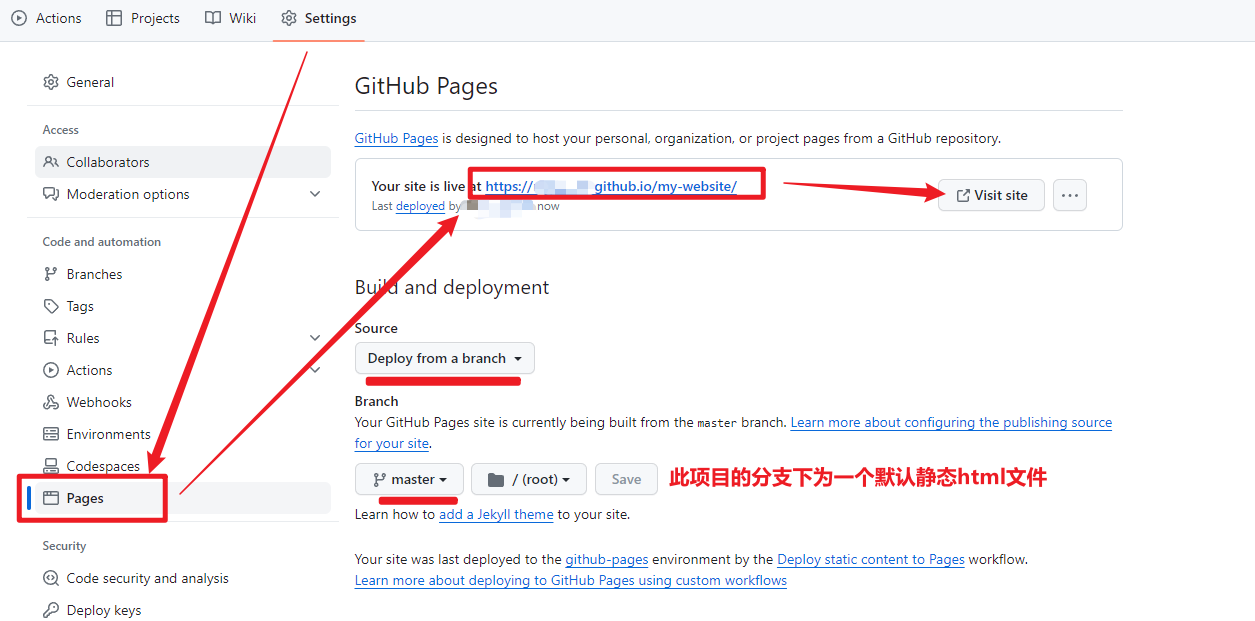 Actions Projects Wiki Settings
General
Access
Collaborators
Moderation options
Code and automation
Branches
Tags
Rules
Actions
Webhooks
Environments
Codespaces
Pages
Security
Code security and analysis
Deploy keys
GitHub Pages
GitHub Pages is designed to host your personal, organization, or project pages from a GitHub repository.
Your site is live at https:// github.io/my-website/
Last deployed by now
Visit site
Build and deployment
Source
Deploy from a branch
Branch
Your GitHub Pages site is currently being built from the master branch. Learn more about configuring the publishing source
for your site.
master / (root) Save 此项目的分支下为一个默认静态html文件
Learn how to add a Jekyll theme to your site.
Your site was last deployed to the github-pages environment by the Deploy static content to Pages workflow.
Learn more about deploying to GitHub Pages using custom workflows